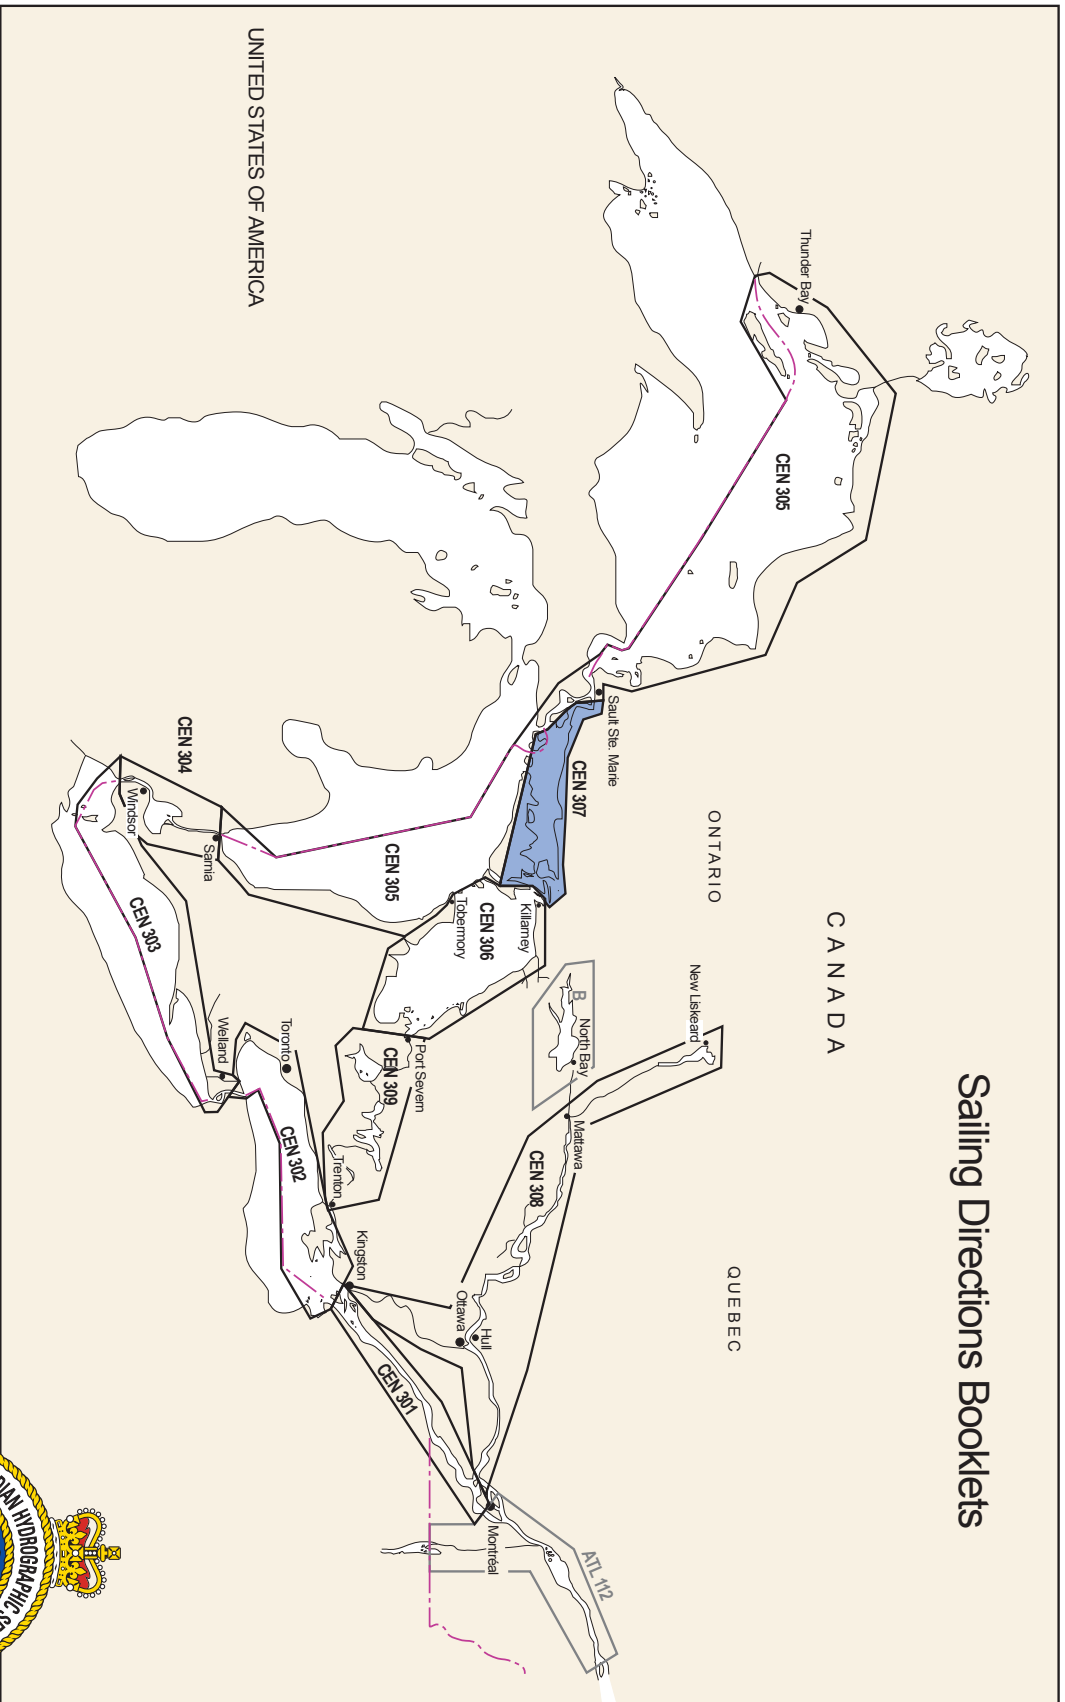 Sailing Directions Booklets
CANADA
ONTARIO
QUEBEC
UNITED STATES OF AMERICA
Thunder Bay
CEN 305
Sault Ste. Marie
CEN 307
New Liskeard
B
North Bay
Mattawa
CEN 308
Killarney
CEN 306
Tobermory
CEN 305
Port Severn
CEN 309
Trenton
Kingston
Ottawa
Hull
CEN 301
Montréal
ATL 112
CEN 304
Windsor
Sarnia
CEN 303
Welland
Toronto
CEN 302